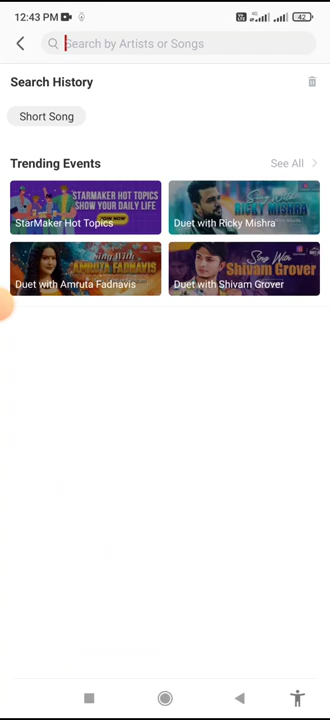 12:43 PM
42
Search by Artists or Songs
Search History
Short Song
Trending Events
See All
STARMAKER HOT TOPICS
SHOW YOUR DAILY LIFE
JOIN NOW
StarMaker Hot Topics
Sing With
RICKY MISHRA
Duet with Ricky Mishra
Sing With
AMRUTA FADNAVIS
Duet with Amruta Fadnavis
Sing With
Shivam Grover
Duet with Shivam Grover